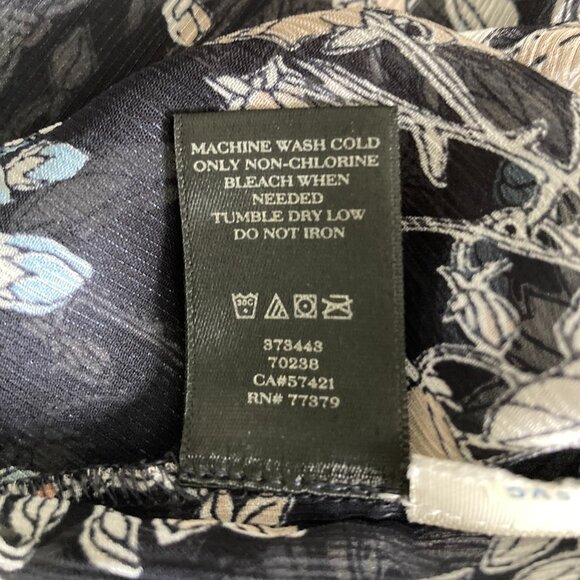 MACHINE WASH COLD
ONLY NON-CHLORINE
BLEACH WHEN
NEEDED
TUMBLE DRY LOW
DO NOT IRON
30C
373443
70238
CA#57421
RN# 77379